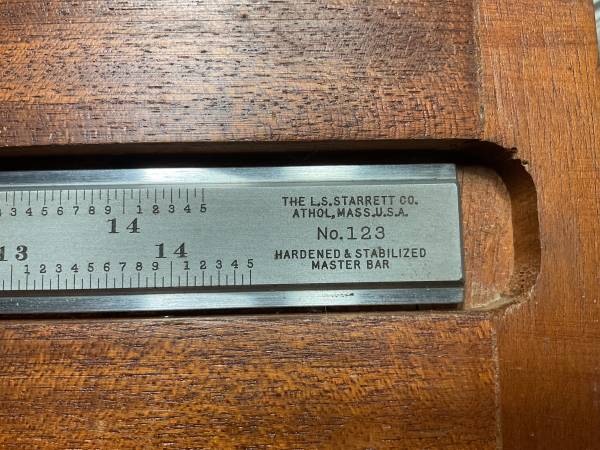 3 4 5 6 7 8 9 1 2 3 4 5
14
13 14
1 2 3 4 5 6 7 8 9 1 2 3 4 5
THE L.S. STARRETT CO.
ATHOL, MASS. U.S.A.
No. 123
HARDENED & STABILIZED
MASTER BAR